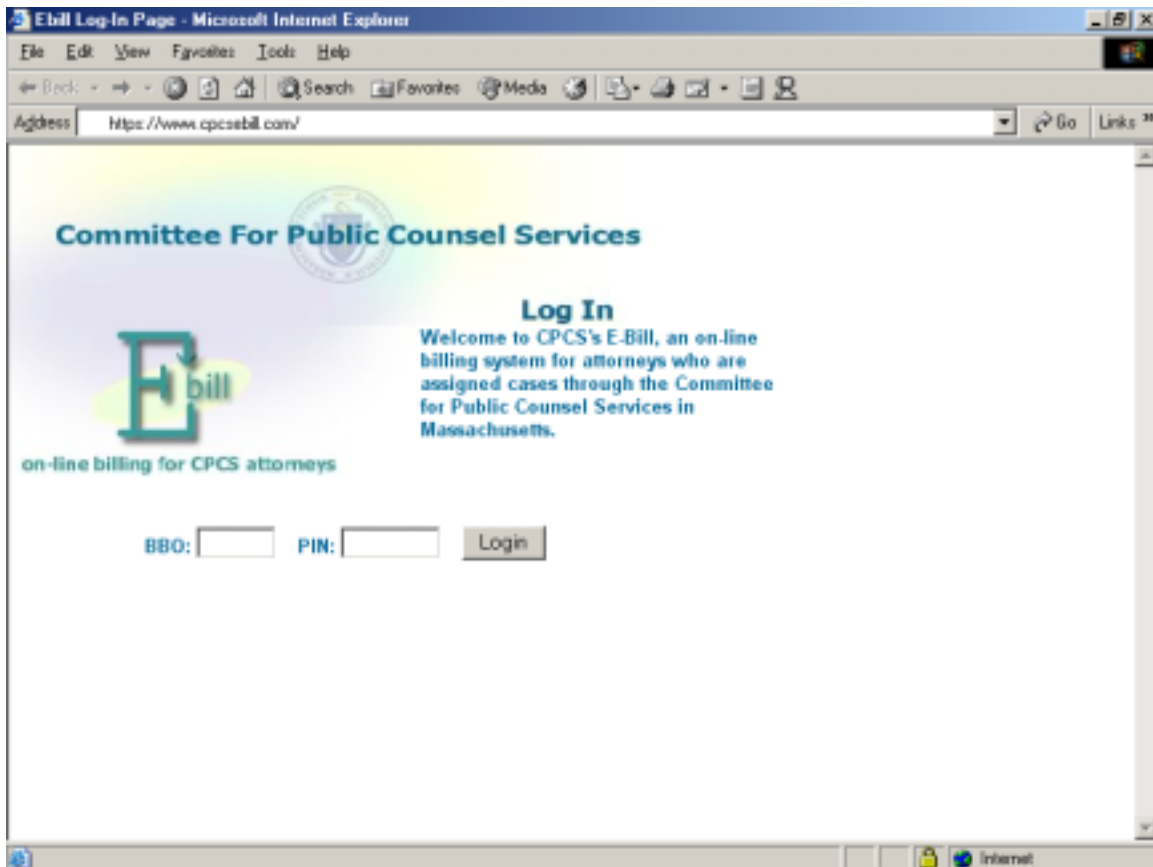 Ebill Log-In Page - Microsoft Internet Explorer
File Edit View Favorites Tools Help
Back Search Favorites Media
Address https://www.cpcsebill.com/ Go Links »
Committee For Public Counsel Services
Log In
Welcome to CPCS's E-Bill, an on-line
billing system for attorneys who are
assigned cases through the Committee
for Public Counsel Services in
Massachusetts.
Ebill
on-line billing for CPCS attorneys
BBO: PIN: Login
Internet